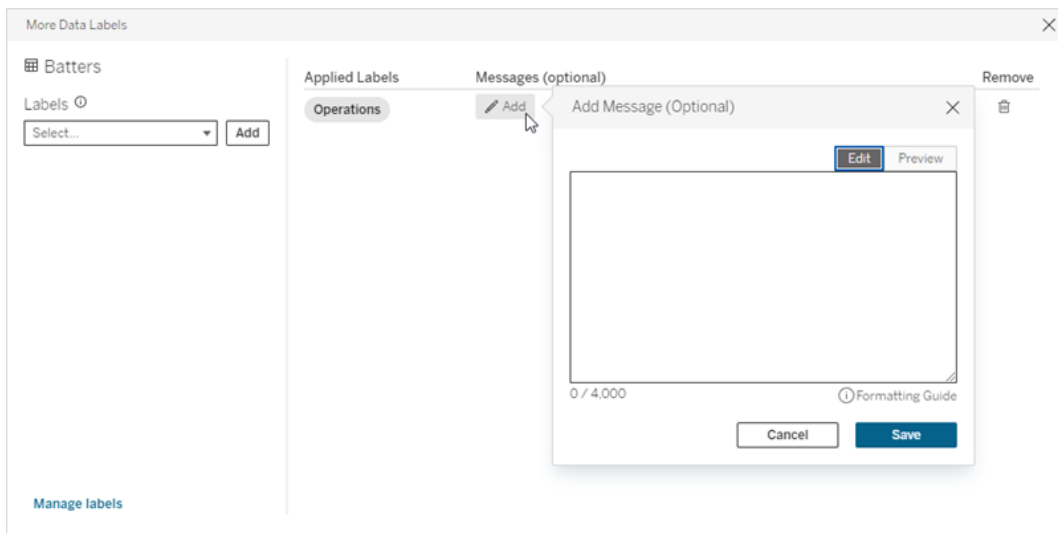 More Data Labels
Batters
Labels
Select...
Add
Manage labels
Applied Labels
Messages (optional)
Remove
Operations
Add
Add Message (Optional)
Edit
Preview
0 / 4,000
Formatting Guide
Cancel
Save